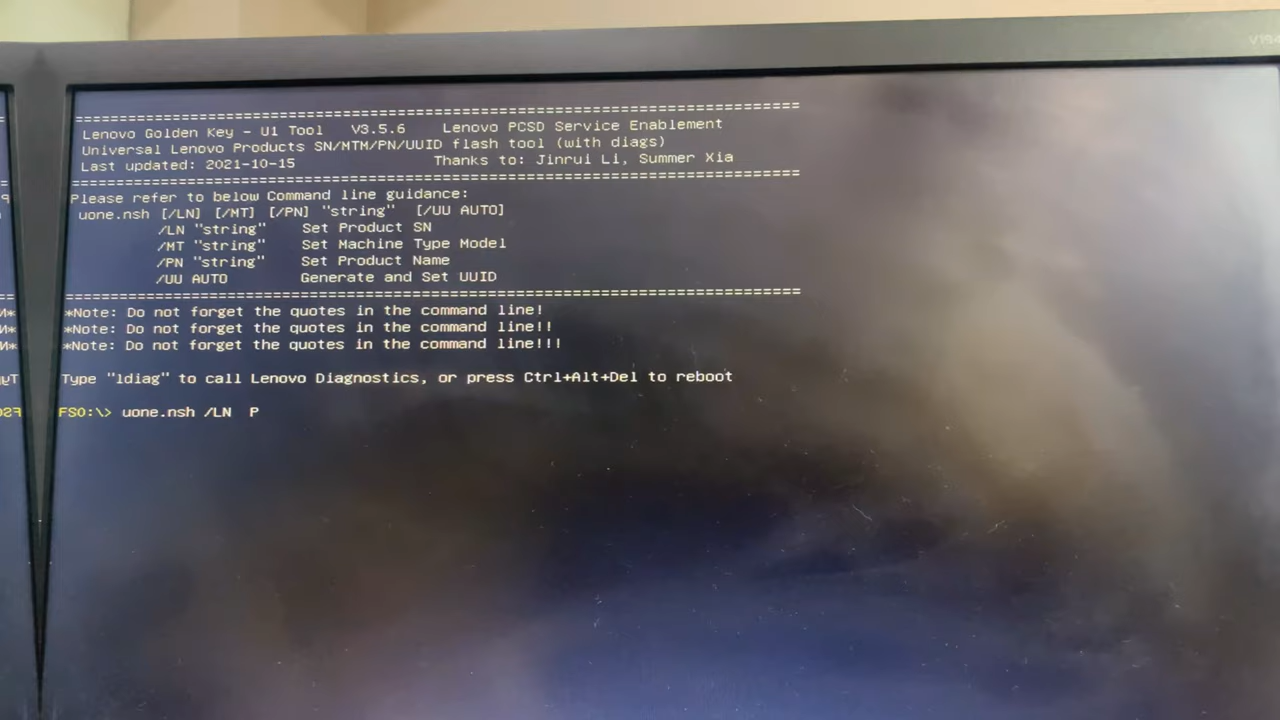 ================================================================================
Lenovo Golden Key - U1 Tool   V3.5.6    Lenovo PCSD Service Enablement
Universal Lenovo Products SN/MTM/PN/UUID flash tool (with diags)
Last updated: 2021-10-15               Thanks to: Jinrui Li, Summer Xia
================================================================================
Please refer to below Command line guidance:
uone.nsh [/LN] [/MT] [/PN] "string"  [/UU AUTO]
/LN "string"    Set Product SN
/MT "string"    Set Machine Type Model
/PN "string"    Set Product Name
/UU AUTO        Generate and Set UUID
================================================================================
*Note: Do not forget the quotes in the command line!
*Note: Do not forget the quotes in the command line!!
*Note: Do not forget the quotes in the command line!!!
Type "ldiag" to call Lenovo Diagnostics, or press Ctrl+Alt+Del to reboot
FS0:\> uone.nsh /LN  P